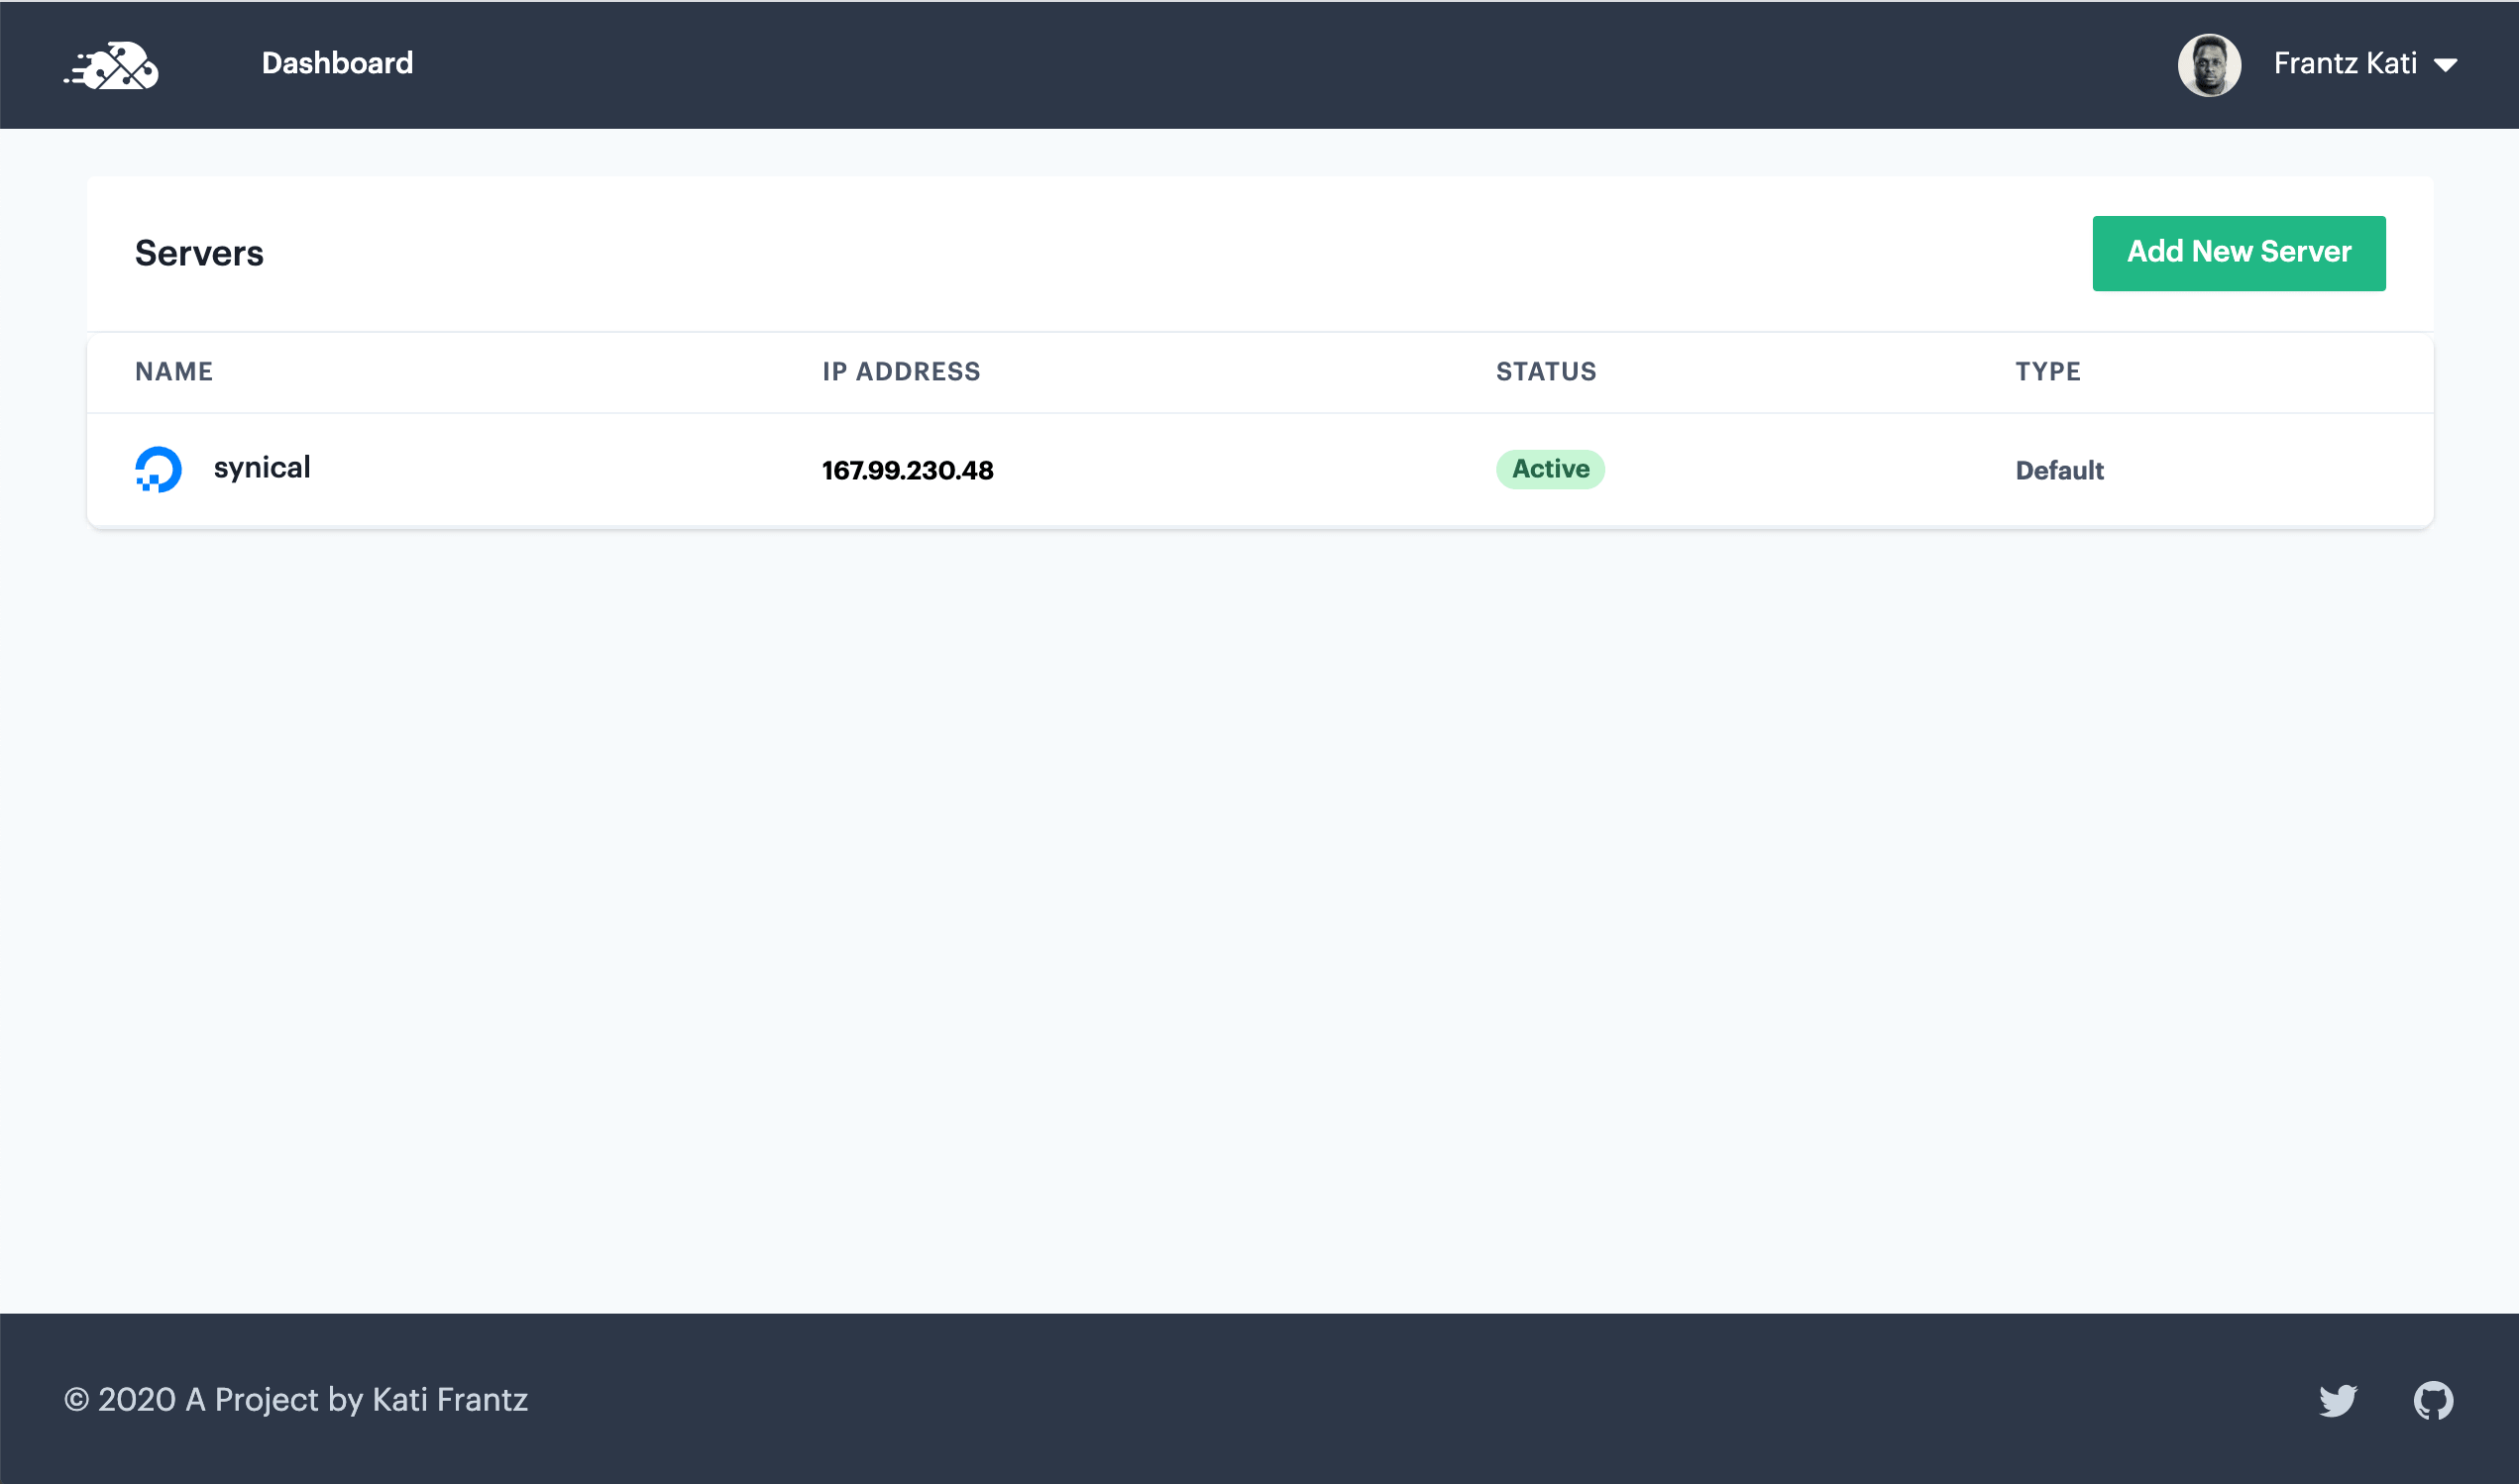 Dashboard
Frantz Kati
Servers
Add New Server
NAME IP ADDRESS STATUS TYPE
synical 167.99.230.48 Active Default
© 2020 A Project by Kati Frantz